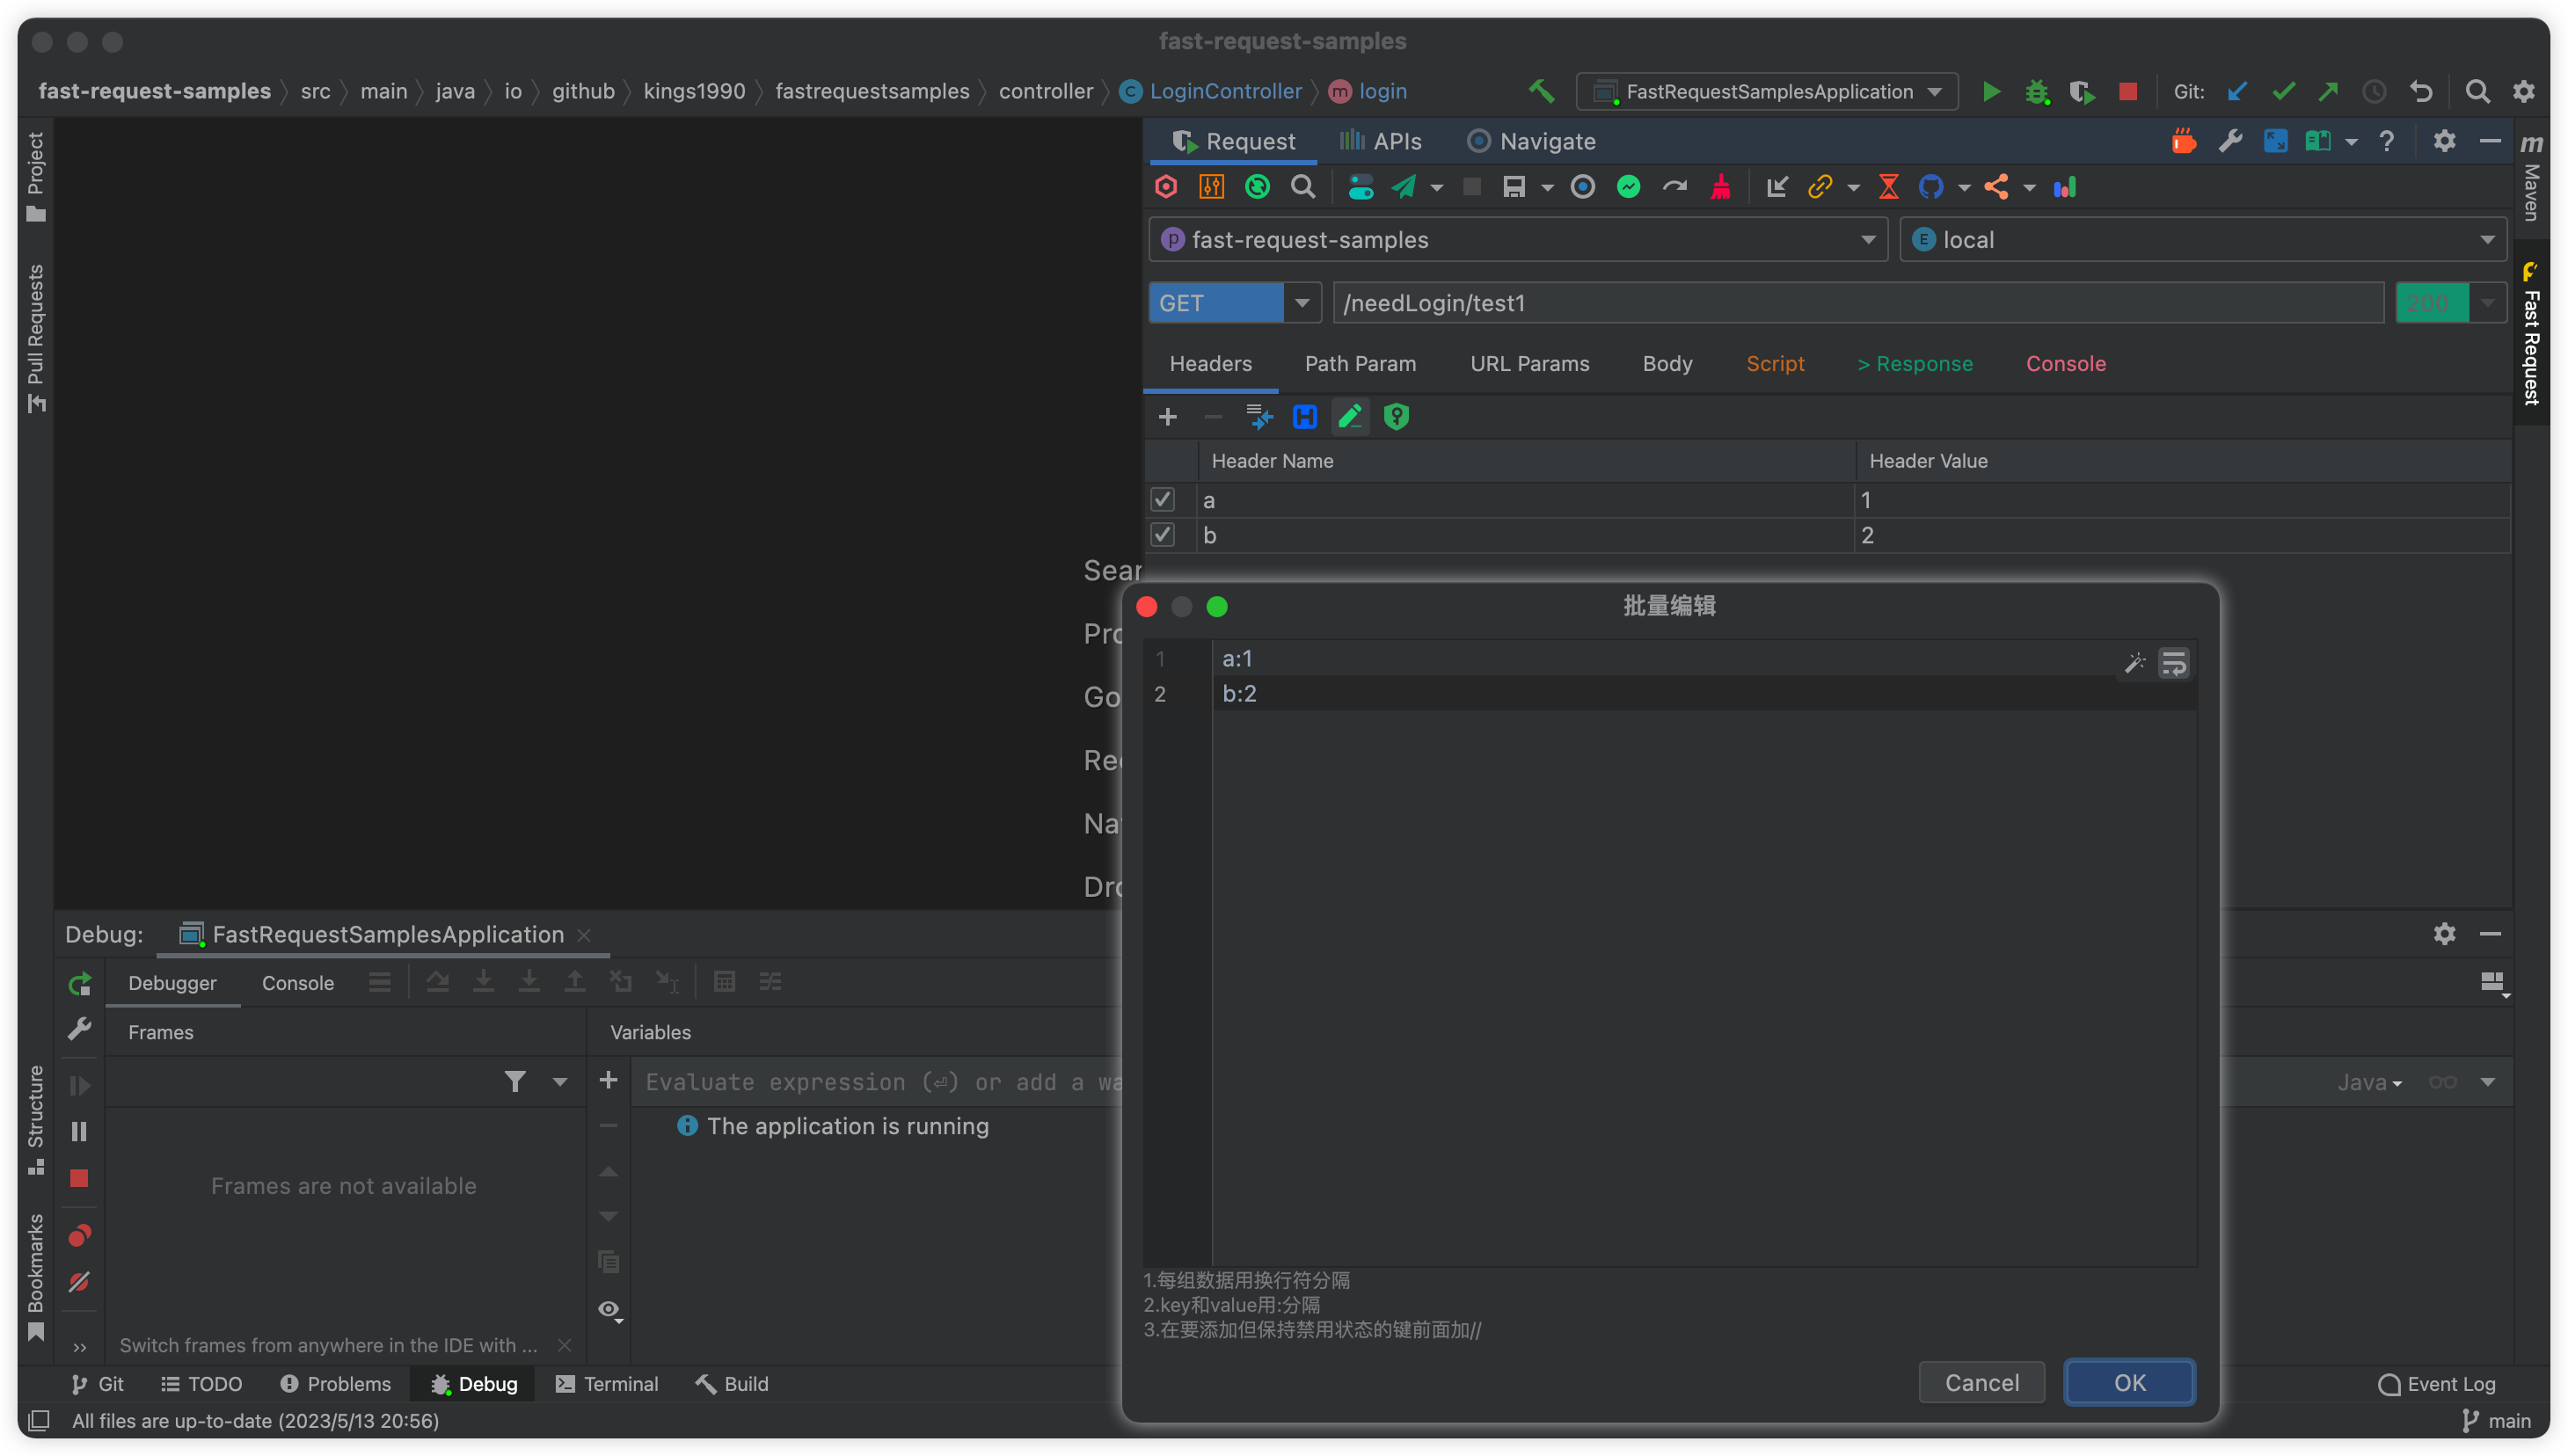 fast-request-samples
fast-request-samples src main java io github kings1990 fastrequestsamples controller LoginController login
FastRequestSamplesApplication
Git:
Project
Pull Requests
Structure
Bookmarks
Request APIs Navigate
fast-request-samples local
GET /needLogin/test1 200
Headers Path Param URL Params Body Script > Response Console
Header Name Header Value
a 1
b 2
Maven
Fast Request
批量编辑
1 a:1
2 b:2
1.每组数据用换行符分隔
2.key和value用:分隔
3.在要添加但保持禁用状态的键前面加//
Cancel OK
Debug: FastRequestSamplesApplication
Debugger Console
Frames Variables
Evaluate expression (⏎) or add a
Java
The application is running
Frames are not available
Switch frames from anywhere in the IDE with ...
Git TODO Problems Debug Terminal Build Event Log
All files are up-to-date (2023/5/13 20:56) main